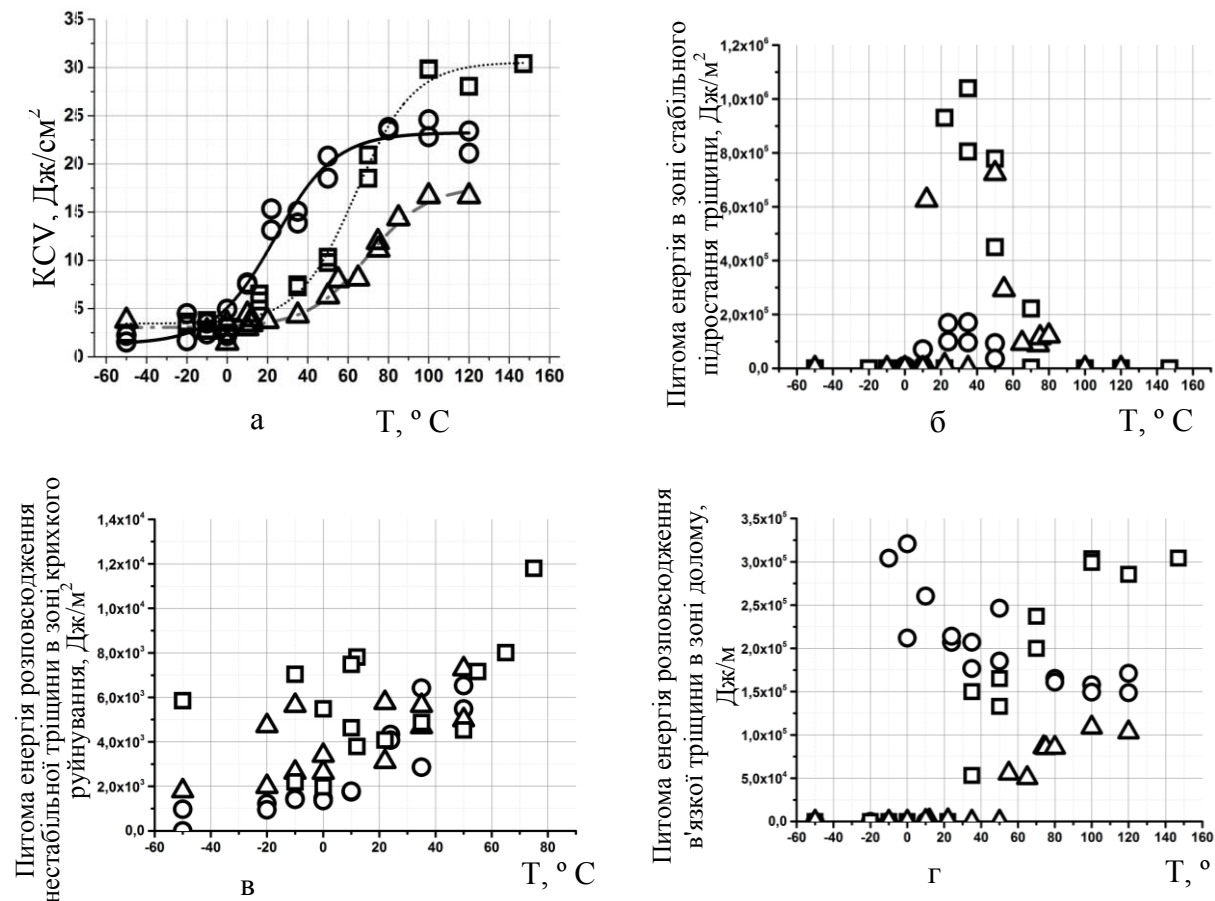 35
30
25
20
15
10
5
0
KCV, Дж/см²
-60 -40 -20 0 20 40 60 80 100 120 140 160
а
T, º C
1,2x10⁶
1,0x10⁶
8,0x10⁵
6,0x10⁵
4,0x10⁵
2,0x10⁵
0,0
Питома енергія в зоні стабільного
підростання тріщини, Дж/м²
-60 -40 -20 0 20 40 60 80 100 120 140 160
б
T, º C
1,4x10⁴
1,2x10⁴
1,0x10⁴
8,0x10³
6,0x10³
4,0x10³
2,0x10³
0,0
Питома енергія розповсюдження
нестабільної тріщини в зоні крихкого
руйнування, Дж/м²
-60 -40 -20 0 20 40 60 80
в
T, º C
3,5x10⁵
3,0x10⁵
2,5x10⁵
2,0x10⁵
1,5x10⁵
1,0x10⁵
5,0x10⁴
0,0
Питома енергія розповсюдження
в'язкої тріщини в зоні долому,
Дж/м
-60 -40 -20 0 20 40 60 80 100 120 140 160
г
T, º